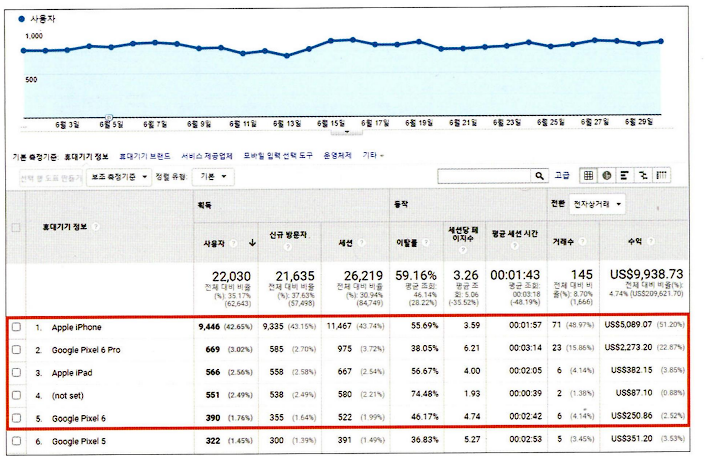 사용자
1,000
500
... 6월 3일 6월 5일 6월 7일 6월 9일 6월 11일 6월 13일 6월 15일 6월 17일 6월 19일 6월 21일 6월 23일 6월 25일 6월 27일 6월 29일
기본 측정기준: 휴대기기 정보 휴대기기 브랜드 서비스 제공업체 모바일 입력 선택 도구 운영체제 기타
보조 측정기준 정렬 유형: 기본 고급
휴대기기 정보 ? 획득 동작 전환 전자상거래
사용자 ? ↓ 신규 방문자 ? 세션 ? 이탈률 ? 세션당 페이지수 ? 평균 세션 시간 ? 거래수 ? 수익 ?
22,030 21,635 26,219 59.16% 3.26 00:01:43 145 US$9,938.73
전체 대비 비율(%): 35.17% (62,643) 전체 대비 비율(%): 37.63% (57,498) 전체 대비 비율(%): 30.94% (84,749) 평균 조회: 46.14% (28.22%) 평균 조회: 5.06 (-35.52%) 평균 조회: 00:03:18 (-48.19%) 전체 대비 비율(%): 8.70% (1,666) 전체 대비 비율(%): 4.74% (US$209,621.70)
1. Apple iPhone 9,446 (42.65%) 9,335 (43.15%) 11,467 (43.74%) 55.69% 3.59 00:01:57 71 (48.97%) US$5,089.07 (51.20%)
2. Google Pixel 6 Pro 669 (3.02%) 585 (2.70%) 975 (3.72%) 38.05% 6.21 00:03:14 23 (15.86%) US$2,273.20 (22.87%)
3. Apple iPad 566 (2.56%) 558 (2.58%) 667 (2.54%) 56.67% 4.00 00:02:05 6 (4.14%) US$382.15 (3.85%)
4. (not set) 551 (2.49%) 538 (2.49%) 580 (2.21%) 74.48% 1.93 00:00:39 2 (1.38%) US$87.10 (0.88%)
5. Google Pixel 6 390 (1.76%) 355 (1.64%) 522 (1.99%) 46.17% 4.74 00:02:42 6 (4.14%) US$250.86 (2.52%)
6. Google Pixel 5 322 (1.45%) 300 (1.39%) 391 (1.49%) 36.83% 5.27 00:02:53 5 (3.45%) US$351.20 (3.53%)